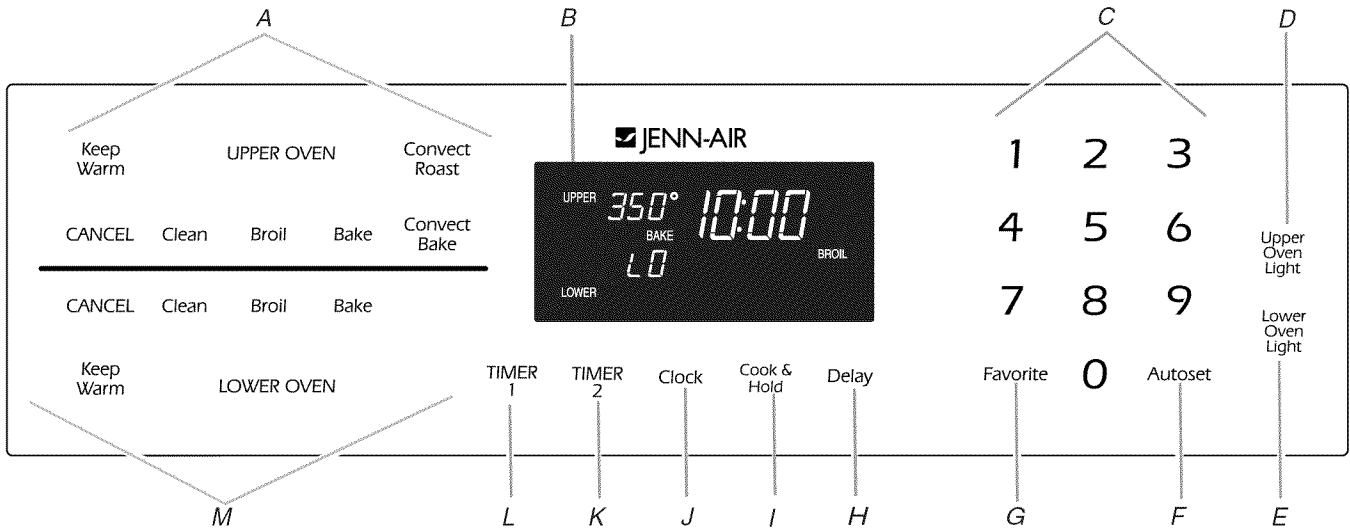 A B C D
JENN-AIR
Keep
Warm
UPPER OVEN
Convect
Roast
CANCEL Clean Broil Bake
Convect
Bake
CANCEL Clean Broil Bake
Keep
Warm
LOWER OVEN
UPPER 350° 10:00
BAKE
BROIL
LO
LOWER
TIMER
1
TIMER
2
Clock
Cook &
Hold
Delay
1 2 3
4 5 6
7 8 9
Favorite 0 Autoset
Upper
Oven
Light
Lower
Oven
Light
M L K J I H G F E